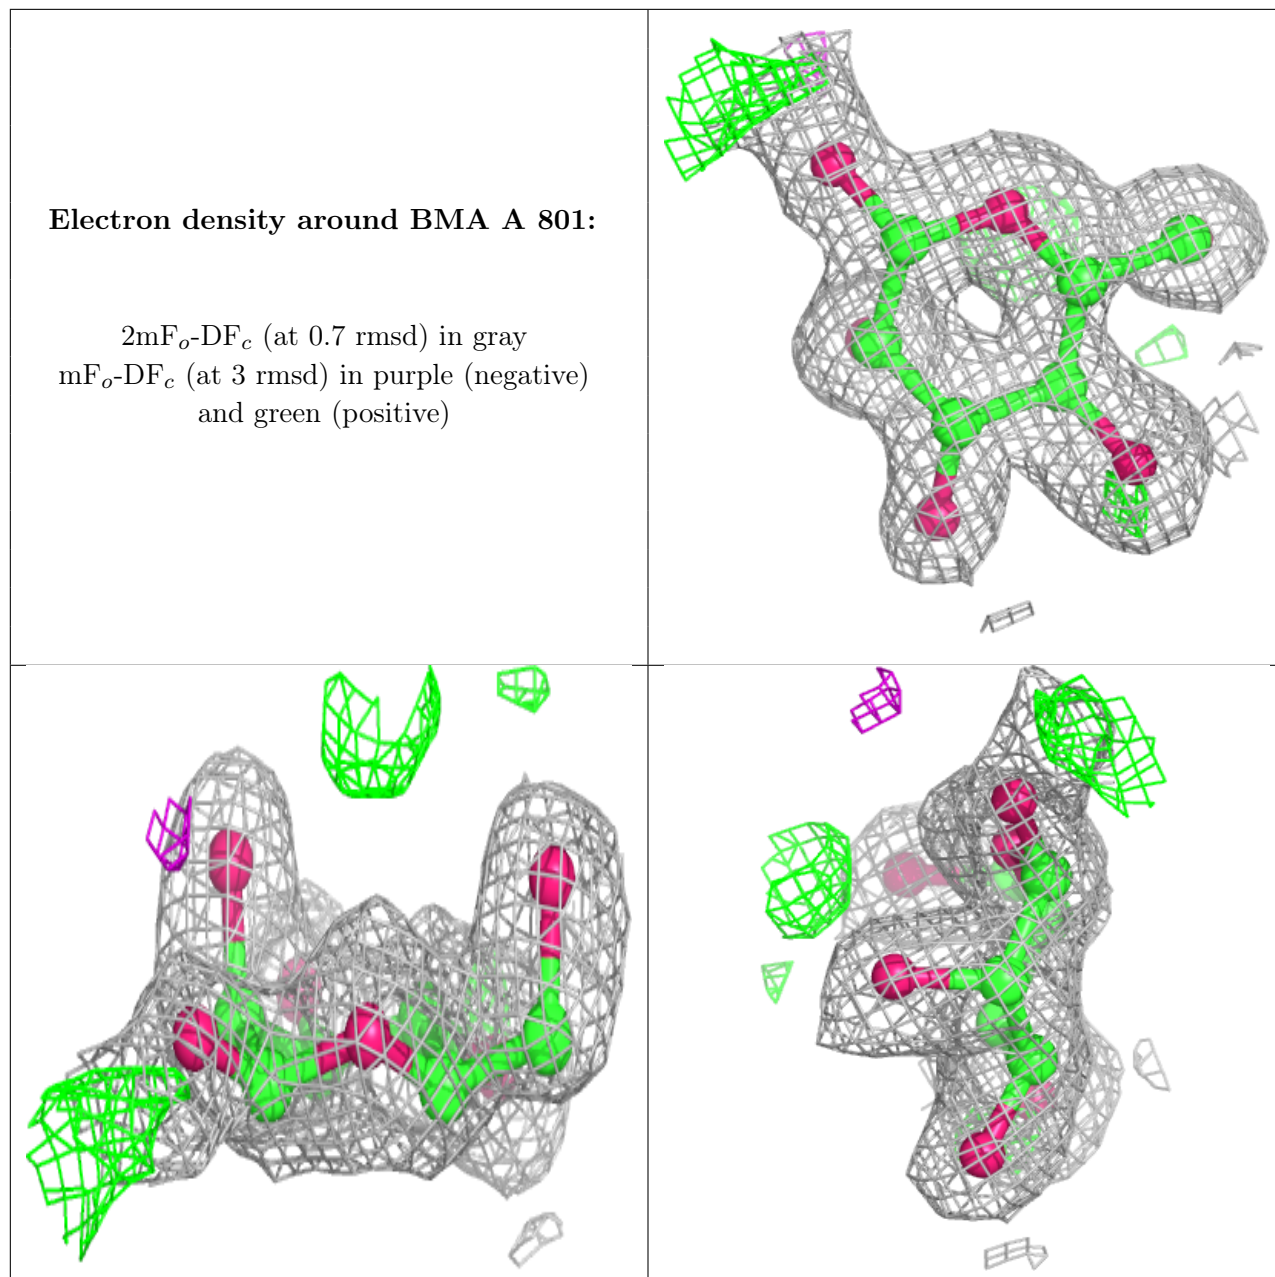 Electron density around BMA A 801:
2mFo-DFc (at 0.7 rmsd) in gray
mFo-DFc (at 3 rmsd) in purple (negative)
and green (positive)